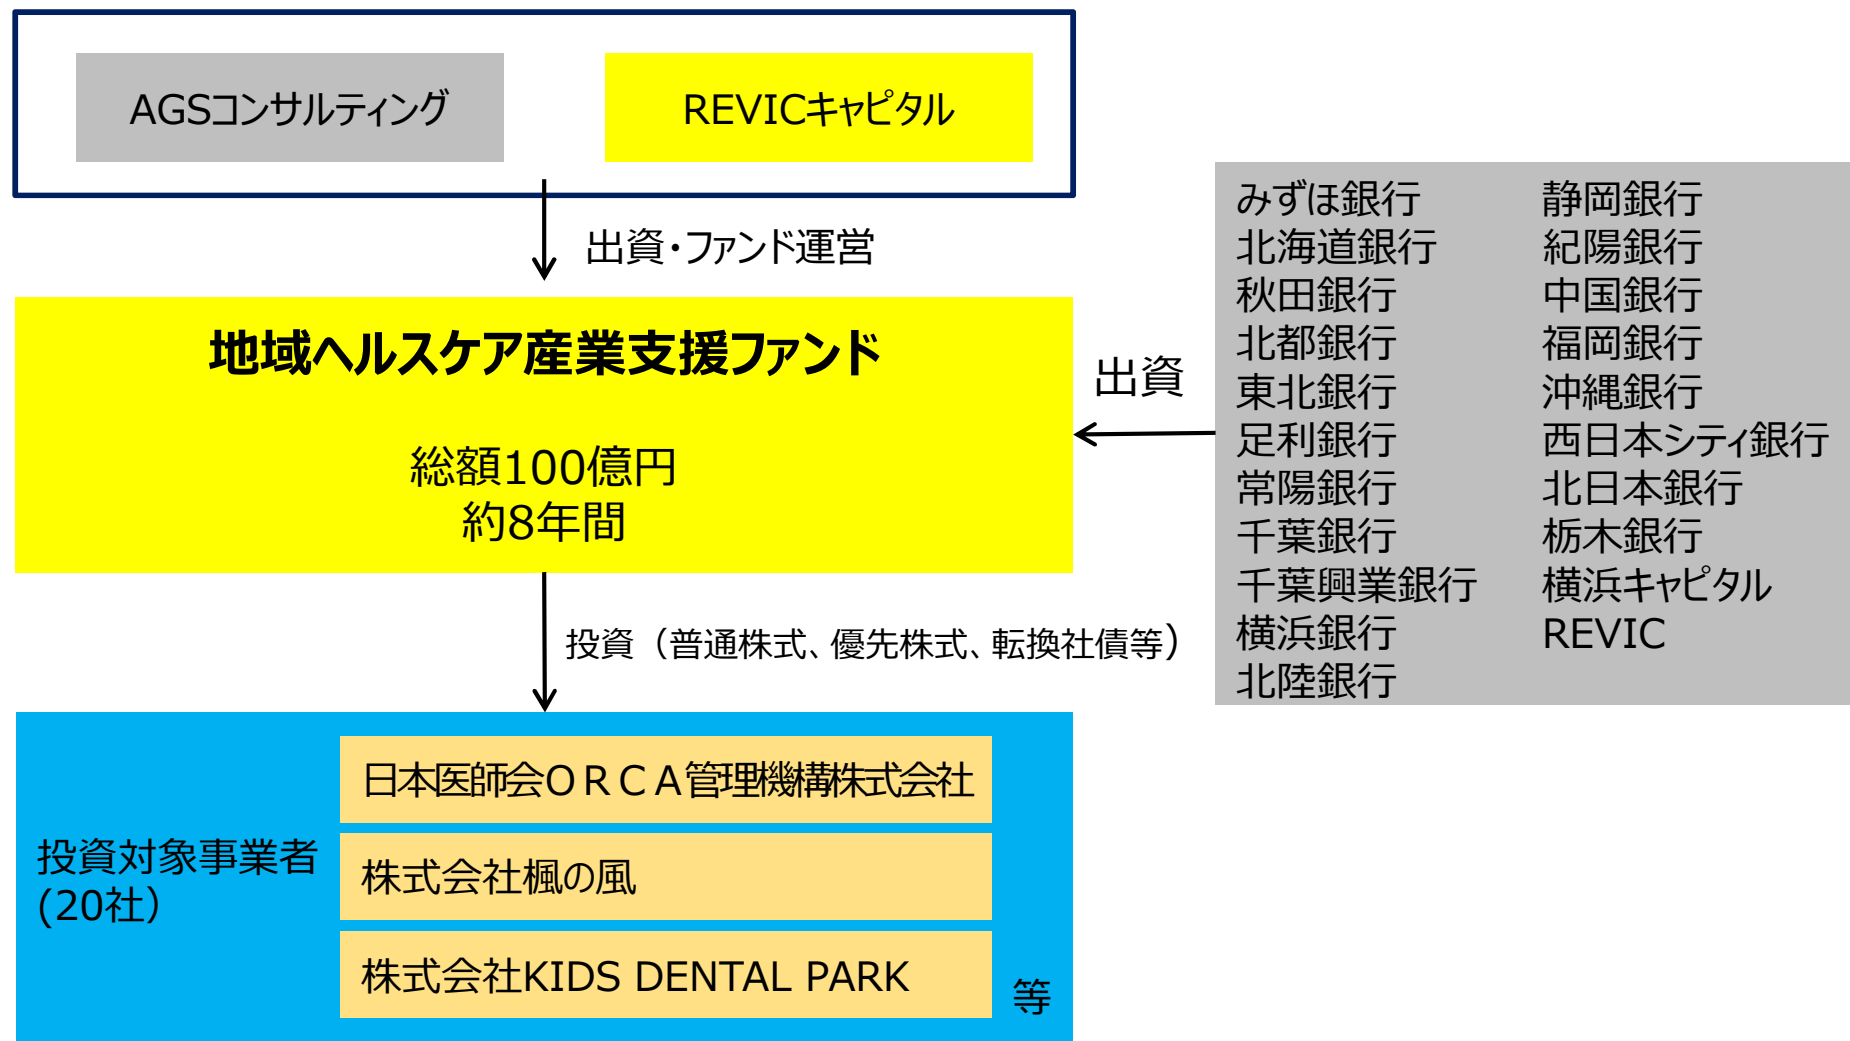 AGSコンサルティング
REVICキャピタル
出資・ファンド運営
地域ヘルスケア産業支援ファンド
総額100億円
約8年間
出資
みずほ銀行
北海道銀行
秋田銀行
北都銀行
東北銀行
足利銀行
常陽銀行
千葉銀行
千葉興業銀行
横浜銀行
北陸銀行
静岡銀行
紀陽銀行
中国銀行
福岡銀行
沖縄銀行
西日本シティ銀行
北日本銀行
栃木銀行
横浜キャピタル
REVIC
投資（普通株式、優先株式、転換社債等）
投資対象事業者
(20社）
日本医師会ＯＲＣＡ管理機構株式会社
株式会社楓の風
株式会社KIDS DENTAL PARK
等